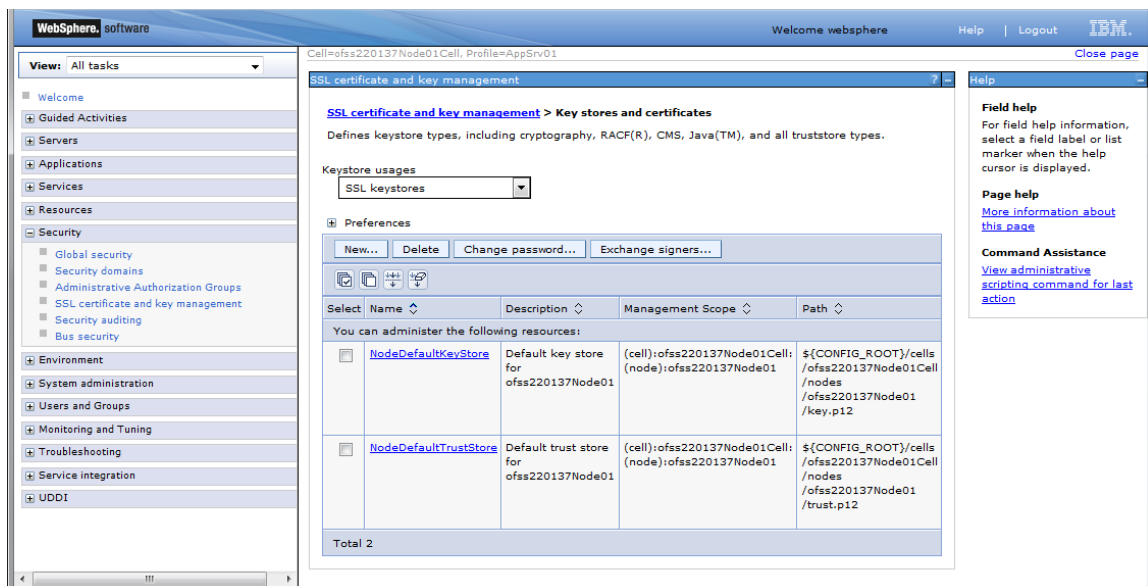 WebSphere. software
Welcome websphere
Help | Logout
IBM.
View: All tasks
Welcome
Guided Activities
Servers
Applications
Services
Resources
Security
Global security
Security domains
Administrative Authorization Groups
SSL certificate and key management
Security auditing
Bus security
Environment
System administration
Users and Groups
Monitoring and Tuning
Troubleshooting
Service integration
UDDI
Cell=ofss220137Node01Cell, Profile=AppSrv01
Close page
SSL certificate and key management
? -
SSL certificate and key management > Key stores and certificates
Defines keystore types, including cryptography, RACF(R), CMS, Java(TM), and all truststore types.
Keystore usages
SSL keystores
Preferences
New... Delete Change password... Exchange signers...
Select Name Description Management Scope Path
You can administer the following resources:
NodeDefaultKeyStore
Default key store
for
ofss220137Node01
(cell):ofss220137Node01Cell:
(node):ofss220137Node01
${CONFIG_ROOT}/cells
/ofss220137Node01Cell
/nodes
/ofss220137Node01
/key.p12
NodeDefaultTrustStore
Default trust store
for
ofss220137Node01
(cell):ofss220137Node01Cell:
(node):ofss220137Node01
${CONFIG_ROOT}/cells
/ofss220137Node01Cell
/nodes
/ofss220137Node01
/trust.p12
Total 2
Help
Field help
For field help information,
select a field label or list
marker when the help
cursor is displayed.
Page help
More information about
this page
Command Assistance
View administrative
scripting command for last
action